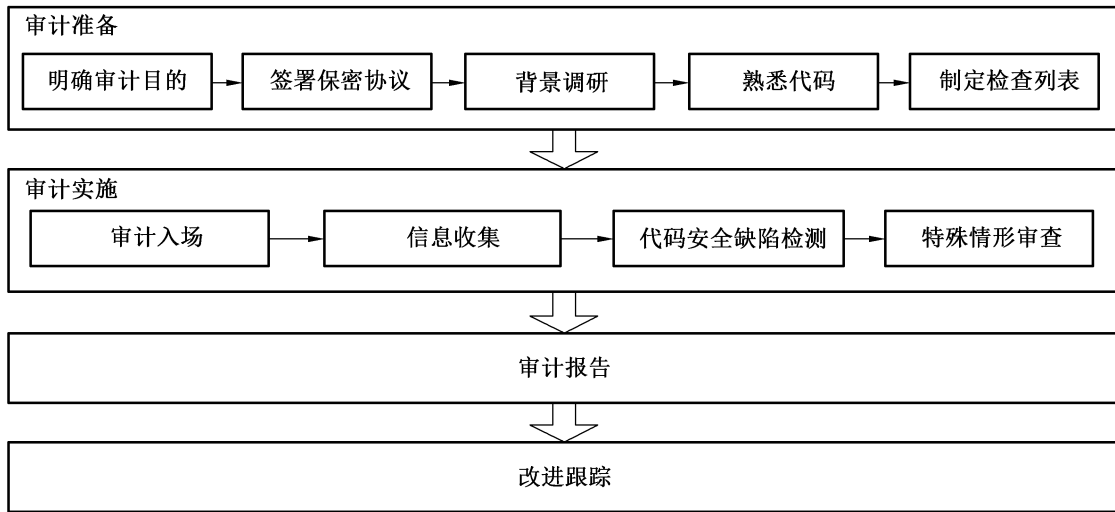 审计准备
明确审计目的
签署保密协议
背景调研
熟悉代码
制定检查列表
审计实施
审计入场
信息收集
代码安全缺陷检测
特殊情形审查
审计报告
改进跟踪